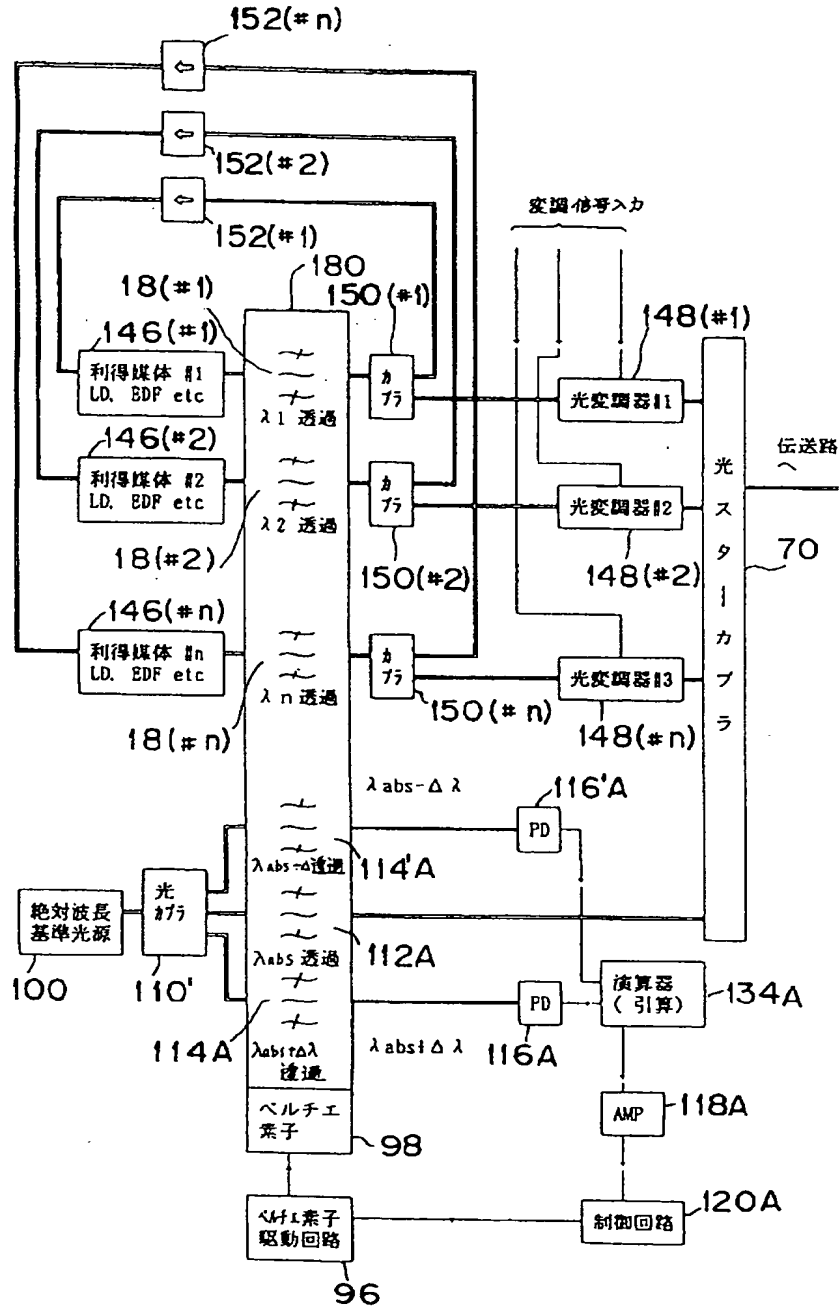 152(#n)
152(#2)
152(#1)
変調信号入力
180
18(#1)
150(#1)
146(#1)
148(#1)
利得媒体 #1
LD. EDF etc
λ1 透過
カプラ
光変調器#1
146(#2)
伝送路
利得媒体 #2
LD. EDF etc
λ2 透過
カプラ
光変調器#2
18(#2)
150(#2)
148(#2)
70
光スターカプラ
146(#n)
利得媒体 #n
LD. EDF etc
λn 透過
カプラ
光変調器#3
18(#n)
150(#n)
148(#n)
λabs-Δλ
116'A
PD
λabs-Δ透過
114'A
絶対波長
基準光源
光
カプラ
λabs 透過
112A
100
110'
演算器
(引算)
134A
PD
114A
λabs+Δλ
透過
λabs+Δλ
116A
AMP
118A
ペルチェ
素子
98
120A
ペルチェ素子
駆動回路
制御回路
96